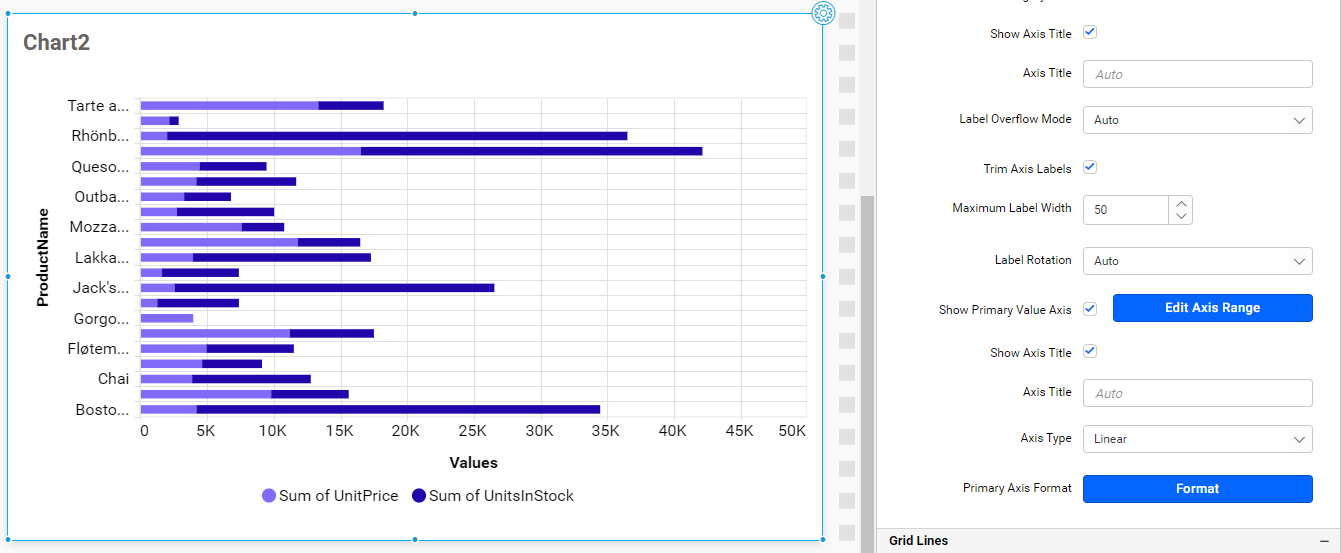 Chart2
Tarte a...
Rhönb...
Queso...
Outba...
Mozza...
Lakka...
Jack's...
Gorgo...
Fløtem...
Chai
Bosto...
ProductName
0 5K 10K 15K 20K 25K 30K 35K 40K 45K 50K
Values
Sum of UnitPrice Sum of UnitsInStock
Show Axis Title
Axis Title Auto
Label Overflow Mode Auto
Trim Axis Labels
Maximum Label Width 50
Label Rotation Auto
Show Primary Value Axis Edit Axis Range
Show Axis Title
Axis Title Auto
Axis Type Linear
Primary Axis Format Format
Grid Lines